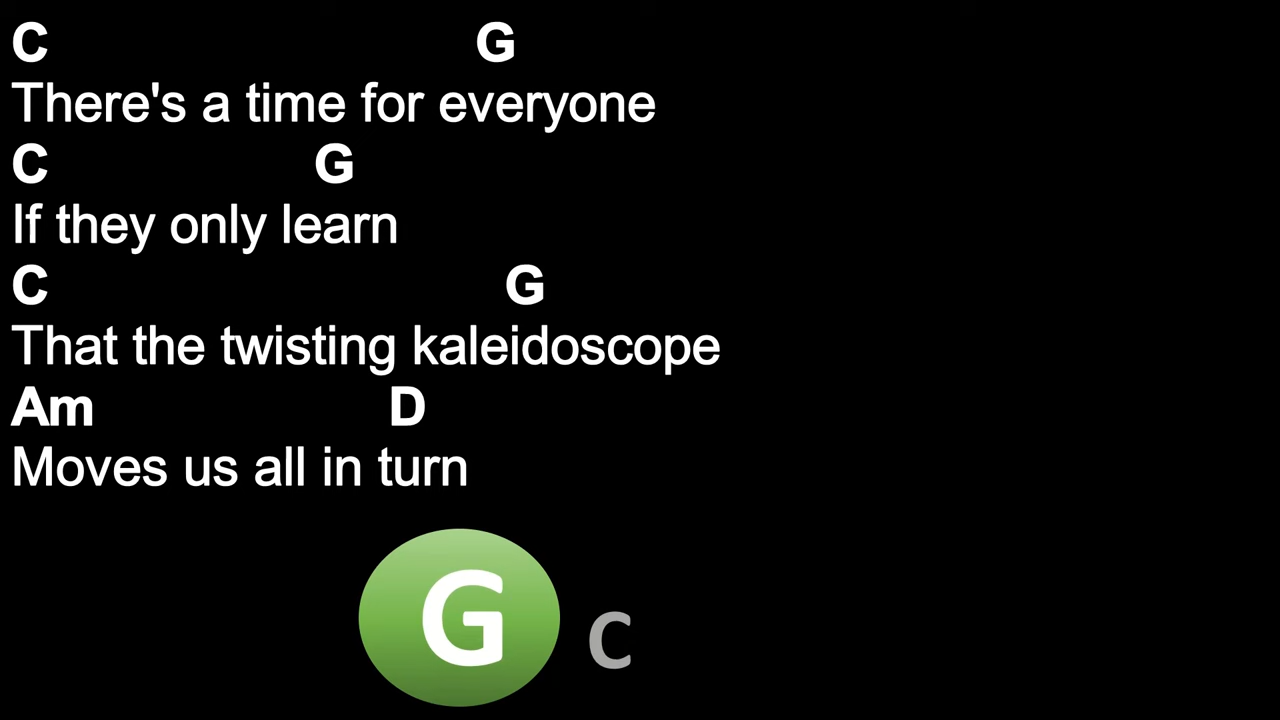 C G
There's a time for everyone
C G
If they only learn
C G
That the twisting kaleidoscope
Am D
Moves us all in turn
G C